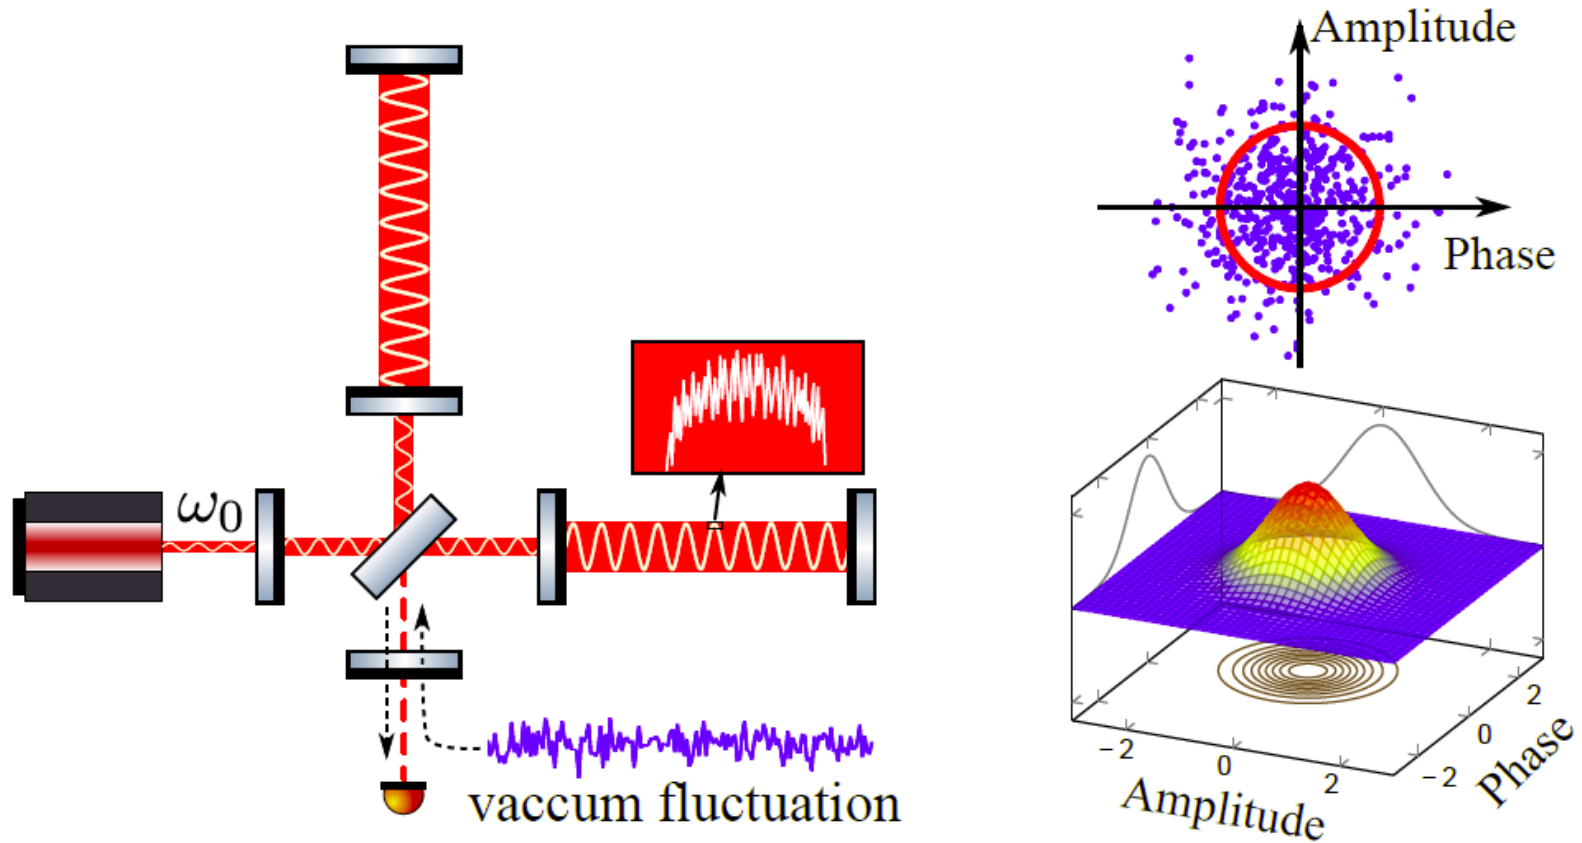 ω₀
vaccum fluctuation
Amplitude
Phase
−2
0
2
Amplitude
−2
0
2
Phase